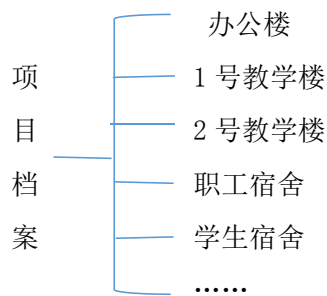 项目档案
办公楼
1 号教学楼
2 号教学楼
职工宿舍
学生宿舍
……